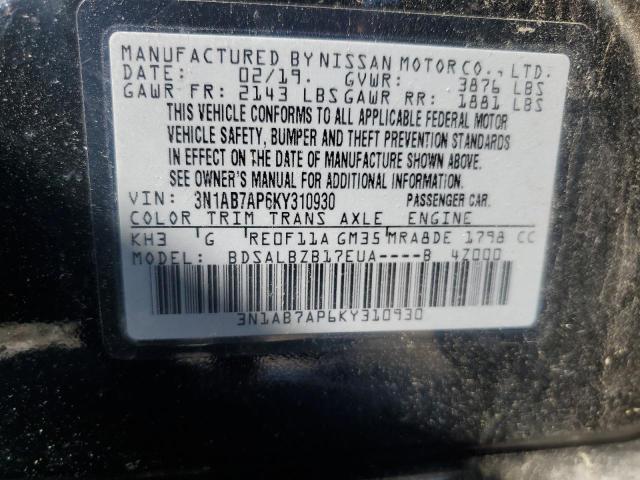 MANUFACTURED BY NISSAN MOTOR CO., LTD.
DATE: 02/19. GVWR: 3876 LBS
GAWR FR: 2143 LBS GAWR RR: 1881 LBS
THIS VEHICLE CONFORMS TO ALL APPLICABLE FEDERAL MOTOR
VEHICLE SAFETY, BUMPER AND THEFT PREVENTION STANDARDS
IN EFFECT ON THE DATE OF MANUFACTURE SHOWN ABOVE.
SEE OWNER'S MANUAL FOR ADDITIONAL INFORMATION.
VIN: 3N1AB7AP6KY310930 PASSENGER CAR.
COLOR TRIM TRANS AXLE ENGINE
KH3 G RE0F11A GM35 MRA8DE 1798 CC
MODEL: BDSALBZB17EUA----B 4Z000
3N1AB7AP6KY310930